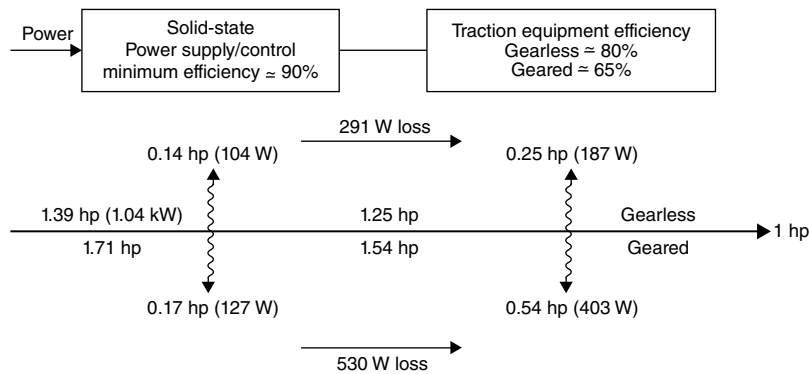 Power
Solid-state
Power supply/control
minimum efficiency ≃ 90%
Traction equipment efficiency
Gearless ≃ 80%
Geared ≃ 65%
291 W loss
0.14 hp (104 W)
0.25 hp (187 W)
1.39 hp (1.04 kW)
1.25 hp
Gearless
1 hp
1.71 hp
1.54 hp
Geared
0.17 hp (127 W)
0.54 hp (403 W)
530 W loss